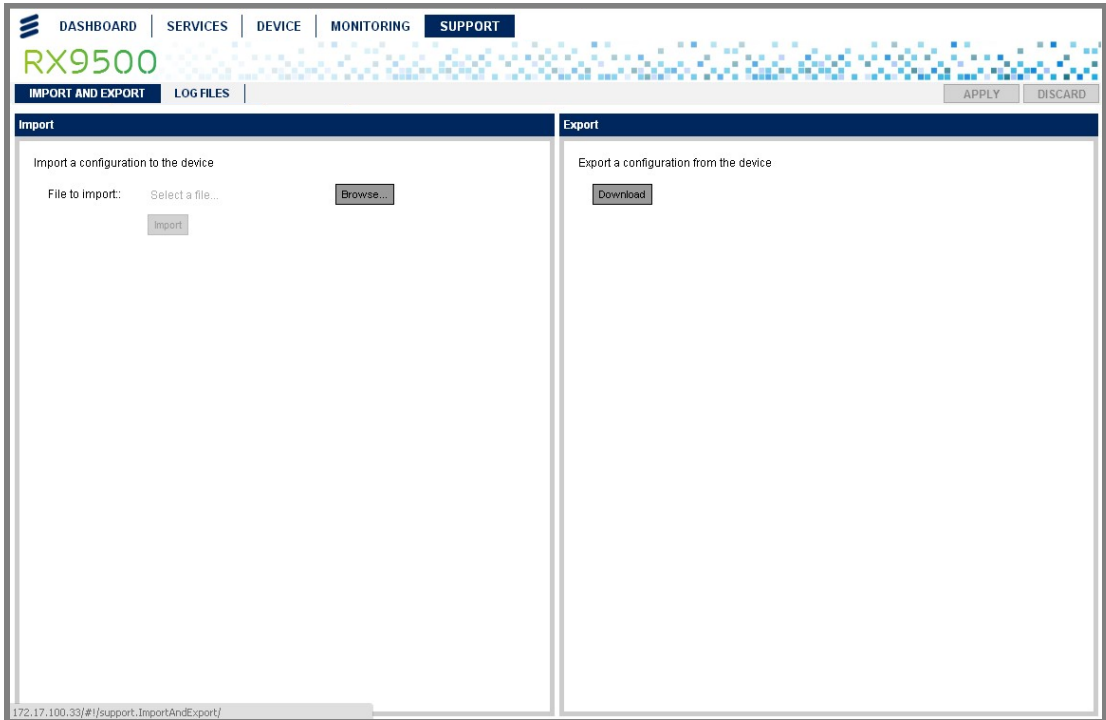 DASHBOARD SERVICES DEVICE MONITORING SUPPORT
RX9500
IMPORT AND EXPORT LOG FILES APPLY DISCARD
Import
Import a configuration to the device
File to import:: Select a file... Browse...
Import
Export
Export a configuration from the device
Download
172.17.100.33/#!/support.ImportAndExport/